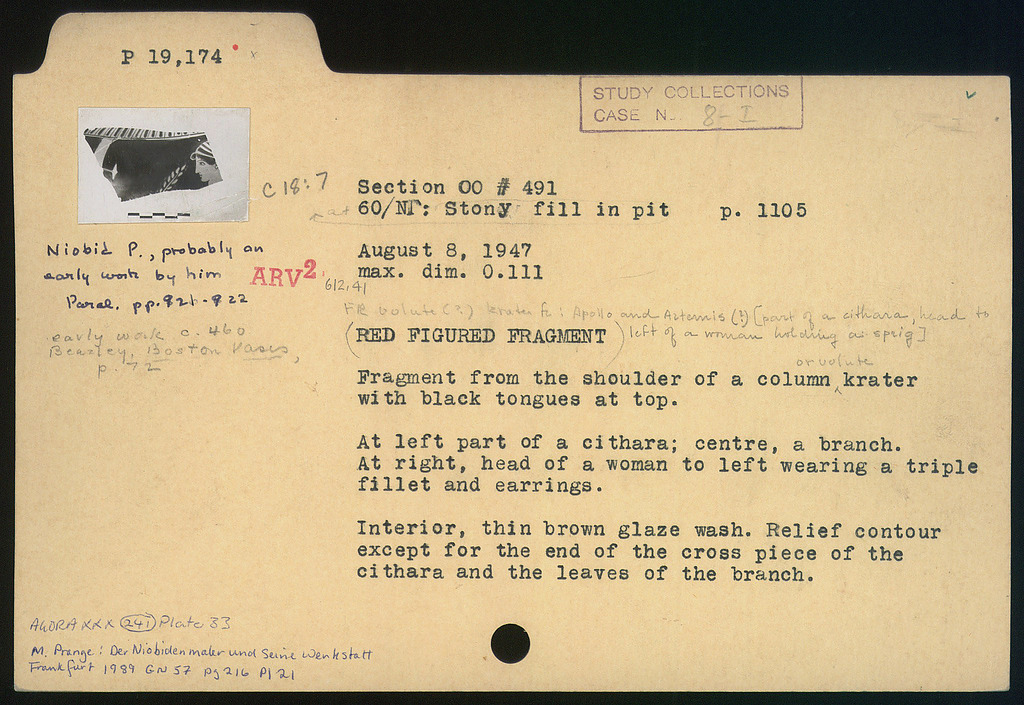 P 19,174
STUDY COLLECTIONS
CASE No. 8-I
C 18:7
Section OO # 491
60/ΝΓ: Stony fill in pit p. 1105
August 8, 1947
max. dim. 0.111
Niobid P., probably an
early work by him
Paral. pp.
ARV2
612,41
early work c. 460
Beazley, Boston Vases,
p. 72
FR volute (?) krater fr: Apollo and Artemis (?) [part of a cithara, head to
left of a woman holding a sprig]
(RED FIGURED FRAGMENT)
or volute
Fragment from the shoulder of a column krater
with black tongues at top.
At left part of a cithara; centre, a branch.
At right, head of a woman to left wearing a triple
fillet and earrings.
Interior, thin brown glaze wash. Relief contour
except for the end of the cross piece of the
cithara and the leaves of the branch.
AGORA XXX 241 Plate 33
M. Prange: Der Niobidenmaler und Seine Werkstatt
Frankfurt 1989 GN 57 pg 216 Pl 21